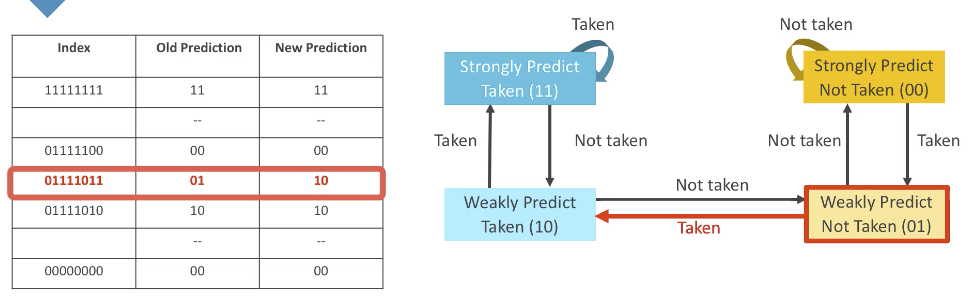 Index Old Prediction New Prediction
11111111 11 11
--  --
01111100 00 00
01111011 01 10
01111010 10 10
--  --
00000000 00 00
Taken
Not taken
Strongly Predict
Taken (11)
Strongly Predict
Not Taken (00)
Taken
Not taken
Not taken
Taken
Not taken
Weakly Predict
Taken (10)
Weakly Predict
Not Taken (01)
Taken